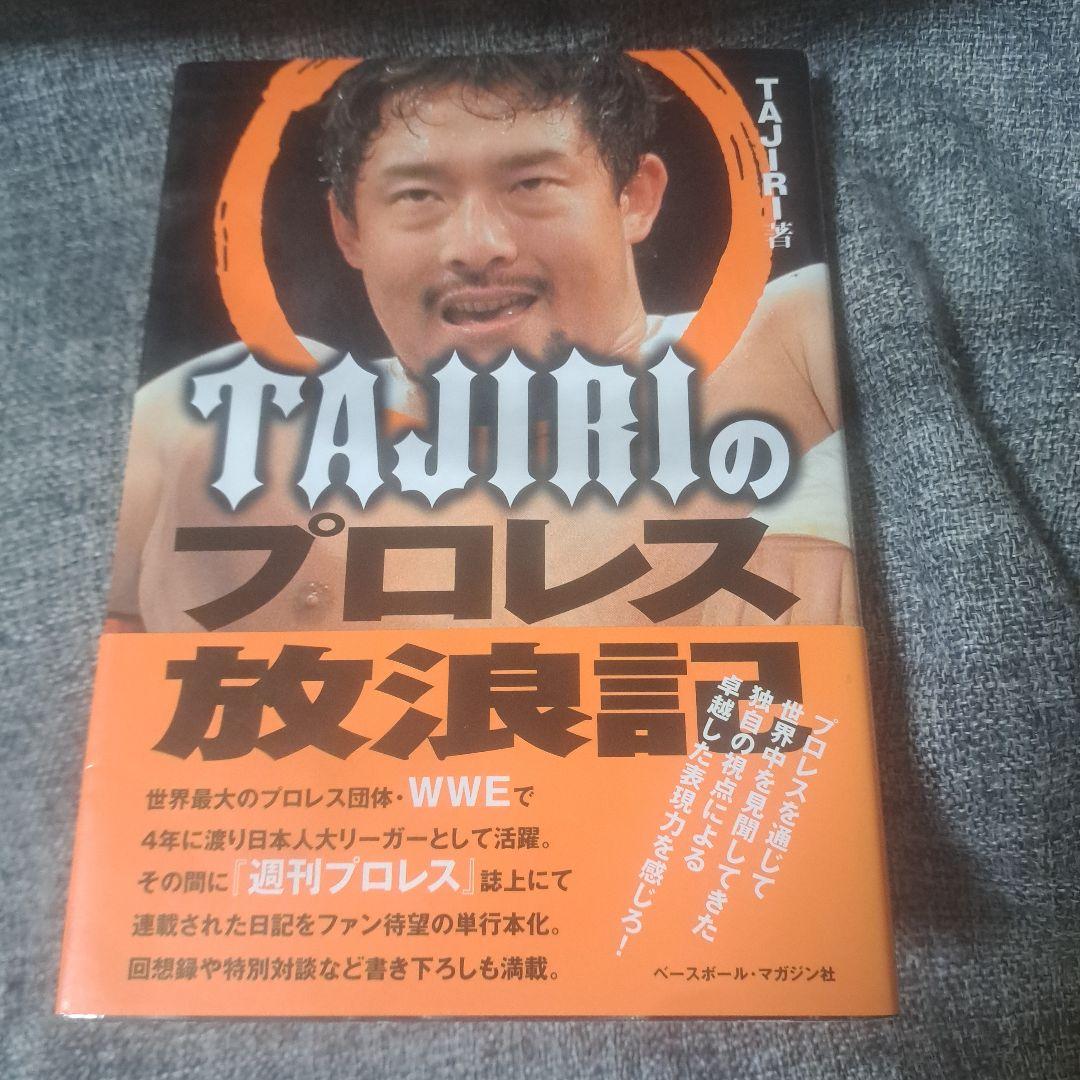 TAJIRI著
TAJIRIの
プロレス
放浪記
プロレスを通じて
世界中を見聞してきた
独自の視点による
卓越した表現力を感じろ！
世界最大のプロレス団体・WWEで
4年に渡り日本人大リーガーとして活躍。
その間に『週刊プロレス』誌上にて
連載された日記をファン待望の単行本化。
回想録や特別対談など書き下ろしも満載。
ベースボール・マガジン社